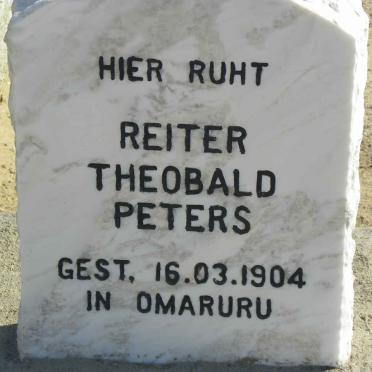 HIER RUHT
REITER
THEOBALD
PETERS
GEST. 16.03.1904
IN OMARURU